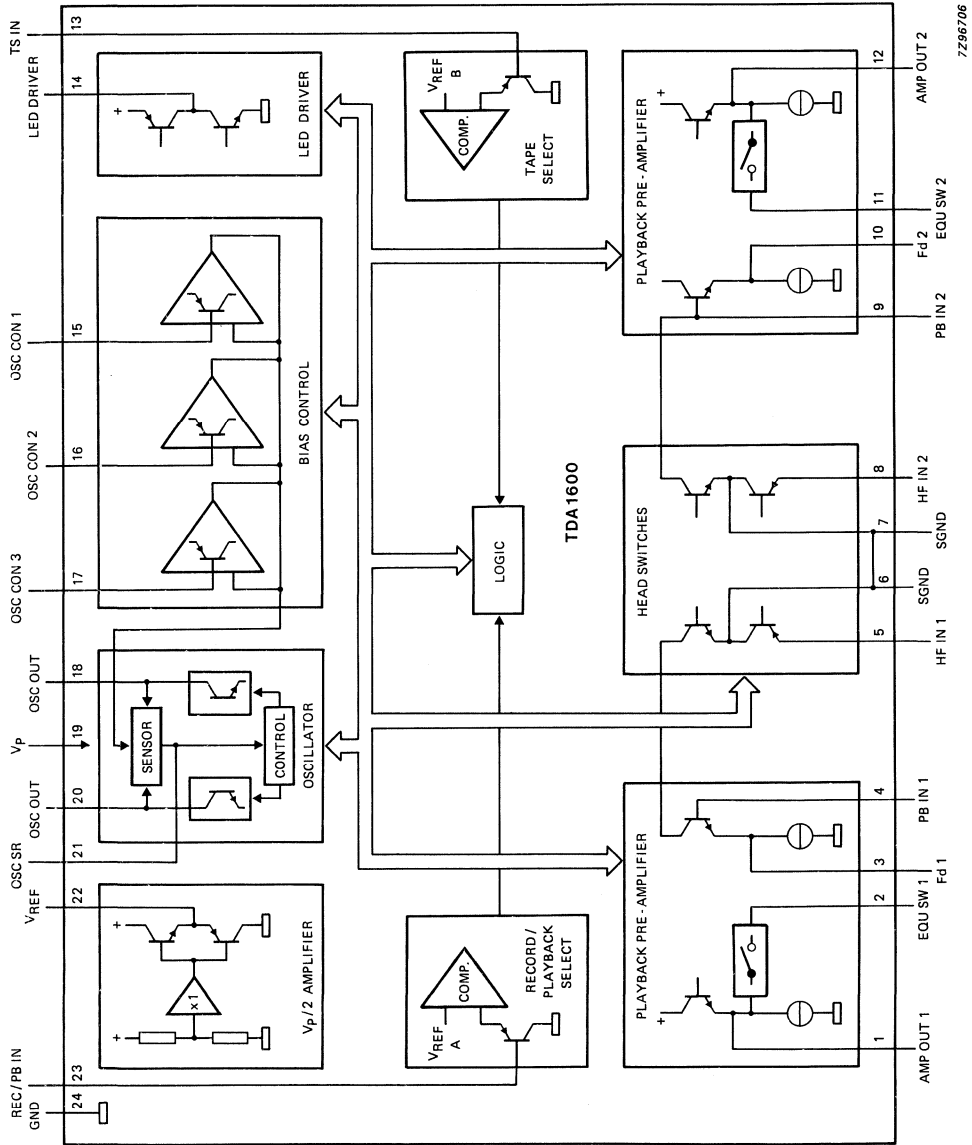 REC/PB IN
GND
24
23
VREF
22
OSC SR
21
OSC OUT
20
Vp
19
OSC OUT
18
OSC CON 3
17
OSC CON 2
16
OSC CON 1
15
LED DRIVER
14
TS IN
13
+
+
x1
Vp/2 AMPLIFIER
SENSOR
CONTROL
OSCILLATOR
BIAS CONTROL
+
LED DRIVER
VREF
A
COMP.
RECORD/
PLAYBACK
SELECT
LOGIC
TDA1600
VREF
B
COMP.
TAPE
SELECT
PLAYBACK PRE-AMPLIFIER
+
HEAD SWITCHES
PLAYBACK PRE-AMPLIFIER
+
1
AMP OUT 1
2
EQU SW 1
3
Fd 1
4
PB IN 1
5
HF IN 1
6
SGND
7
SGND
8
HF IN 2
9
PB IN 2
10
Fd 2
11
EQU SW 2
12
AMP OUT 2
7Z96706